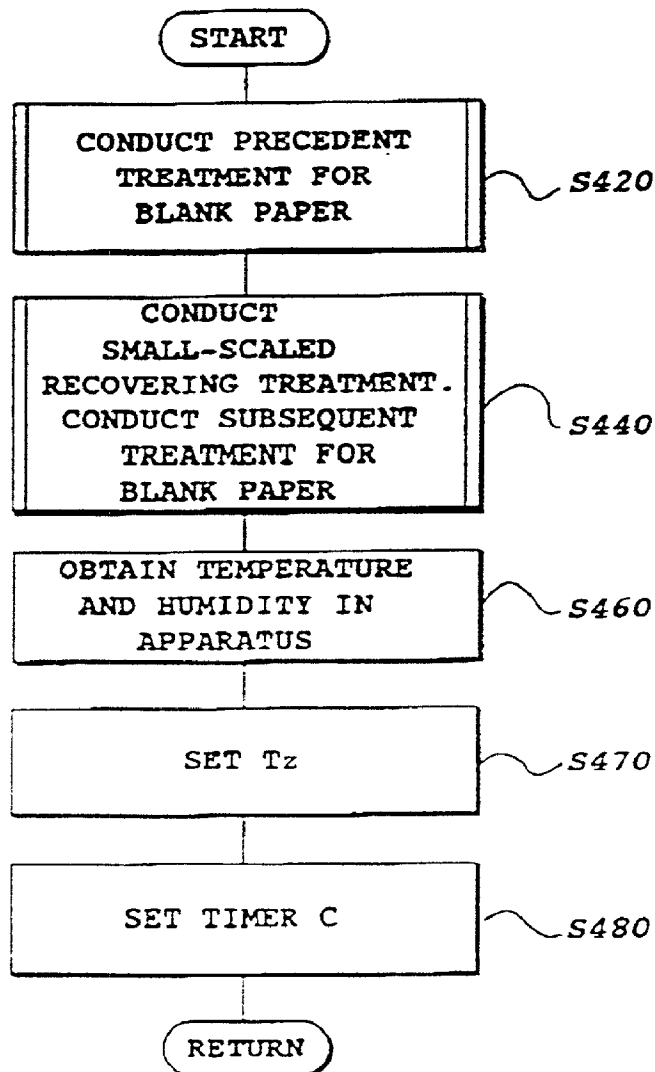 START
CONDUCT PRECEDENT
TREATMENT FOR
BLANK PAPER
S420
CONDUCT
SMALL-SCALED
RECOVERING TREATMENT.
CONDUCT SUBSEQUENT
TREATMENT FOR
BLANK PAPER
S440
OBTAIN TEMPERATURE
AND HUMIDITY IN
APPARATUS
S460
SET Tz
S470
SET TIMER C
S480
RETURN